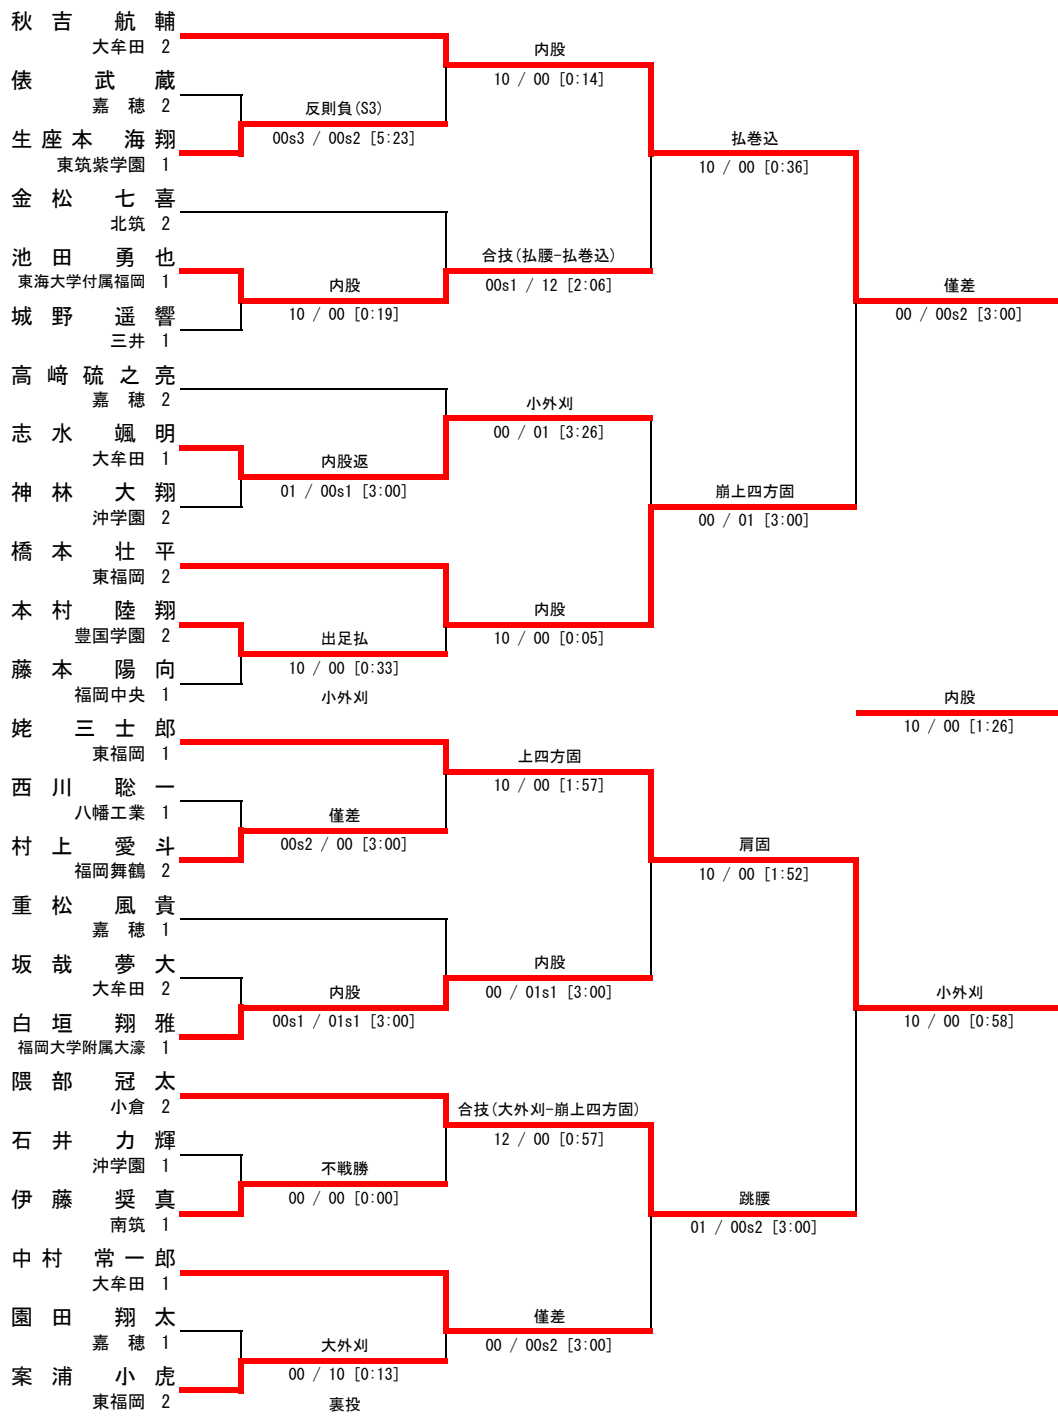 秋吉 航輔
大牟田 2
俵 武蔵
嘉穂 2
生座本 海翔
東筑紫学園 1
金松 七喜
北筑 2
池田 勇也
東海大学付属福岡 1
城野 遥響
三井 1
高﨑硫之亮
嘉穂 2
志水 颯明
大牟田 1
神林 大翔
沖学園 2
橋本 壮平
東福岡 2
本村 陸翔
豊国学園 2
藤本 陽向
福岡中央 1
姥 三士郎
東福岡 1
西川 聡一
八幡工業 1
村上 愛斗
福岡舞鶴 2
重松 風貴
嘉穂 1
坂哉 夢大
大牟田 2
白垣 翔雅
福岡大学附属大濠 1
隈部 冠太
小倉 2
石井 力輝
沖学園 1
伊藤 奨真
南筑 1
中村 常一郎
大牟田 1
園田 翔太
嘉穂 1
案浦 小虎
東福岡 2
反則負(S3)
00s3 / 00s2 [5:23]
内股
10 / 00 [0:19]
内股返
01 / 00s1 [3:00]
出足払
10 / 00 [0:33]
小外刈
僅差
00s2 / 00 [3:00]
内股
00s1 / 01s1 [3:00]
不戦勝
00 / 00 [0:00]
大外刈
00 / 10 [0:13]
裏投
内股
10 / 00 [0:14]
合技(払腰-払巻込)
00s1 / 12 [2:06]
小外刈
00 / 01 [3:26]
内股
10 / 00 [0:05]
上四方固
10 / 00 [1:57]
内股
00 / 01s1 [3:00]
合技(大外刈-崩上四方固)
12 / 00 [0:57]
僅差
00 / 00s2 [3:00]
払巻込
10 / 00 [0:36]
崩上四方固
00 / 01 [3:00]
肩固
10 / 00 [1:52]
跳腰
01 / 00s2 [3:00]
僅差
00 / 00s2 [3:00]
小外刈
10 / 00 [0:58]
内股
10 / 00 [1:26]